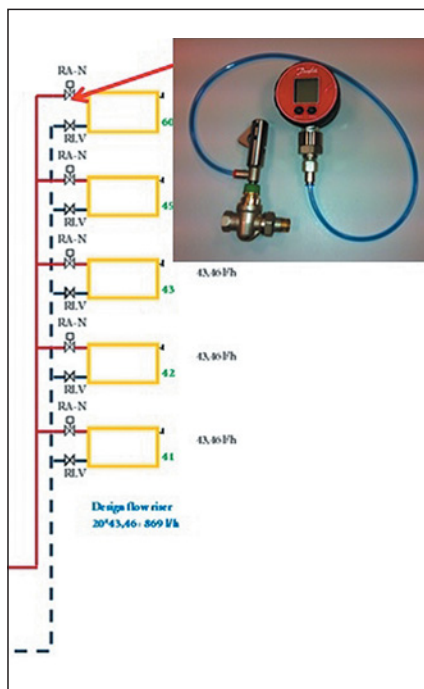 RA-N
RLV
60
RA-N
RLV
45
RA-N
RLV
43
43,46 l/h
RA-N
RLV
42
43,46 l/h
RA-N
RLV
41
43,46 l/h
Design flow riser
20*43,46= 869 l/h
Danfoss